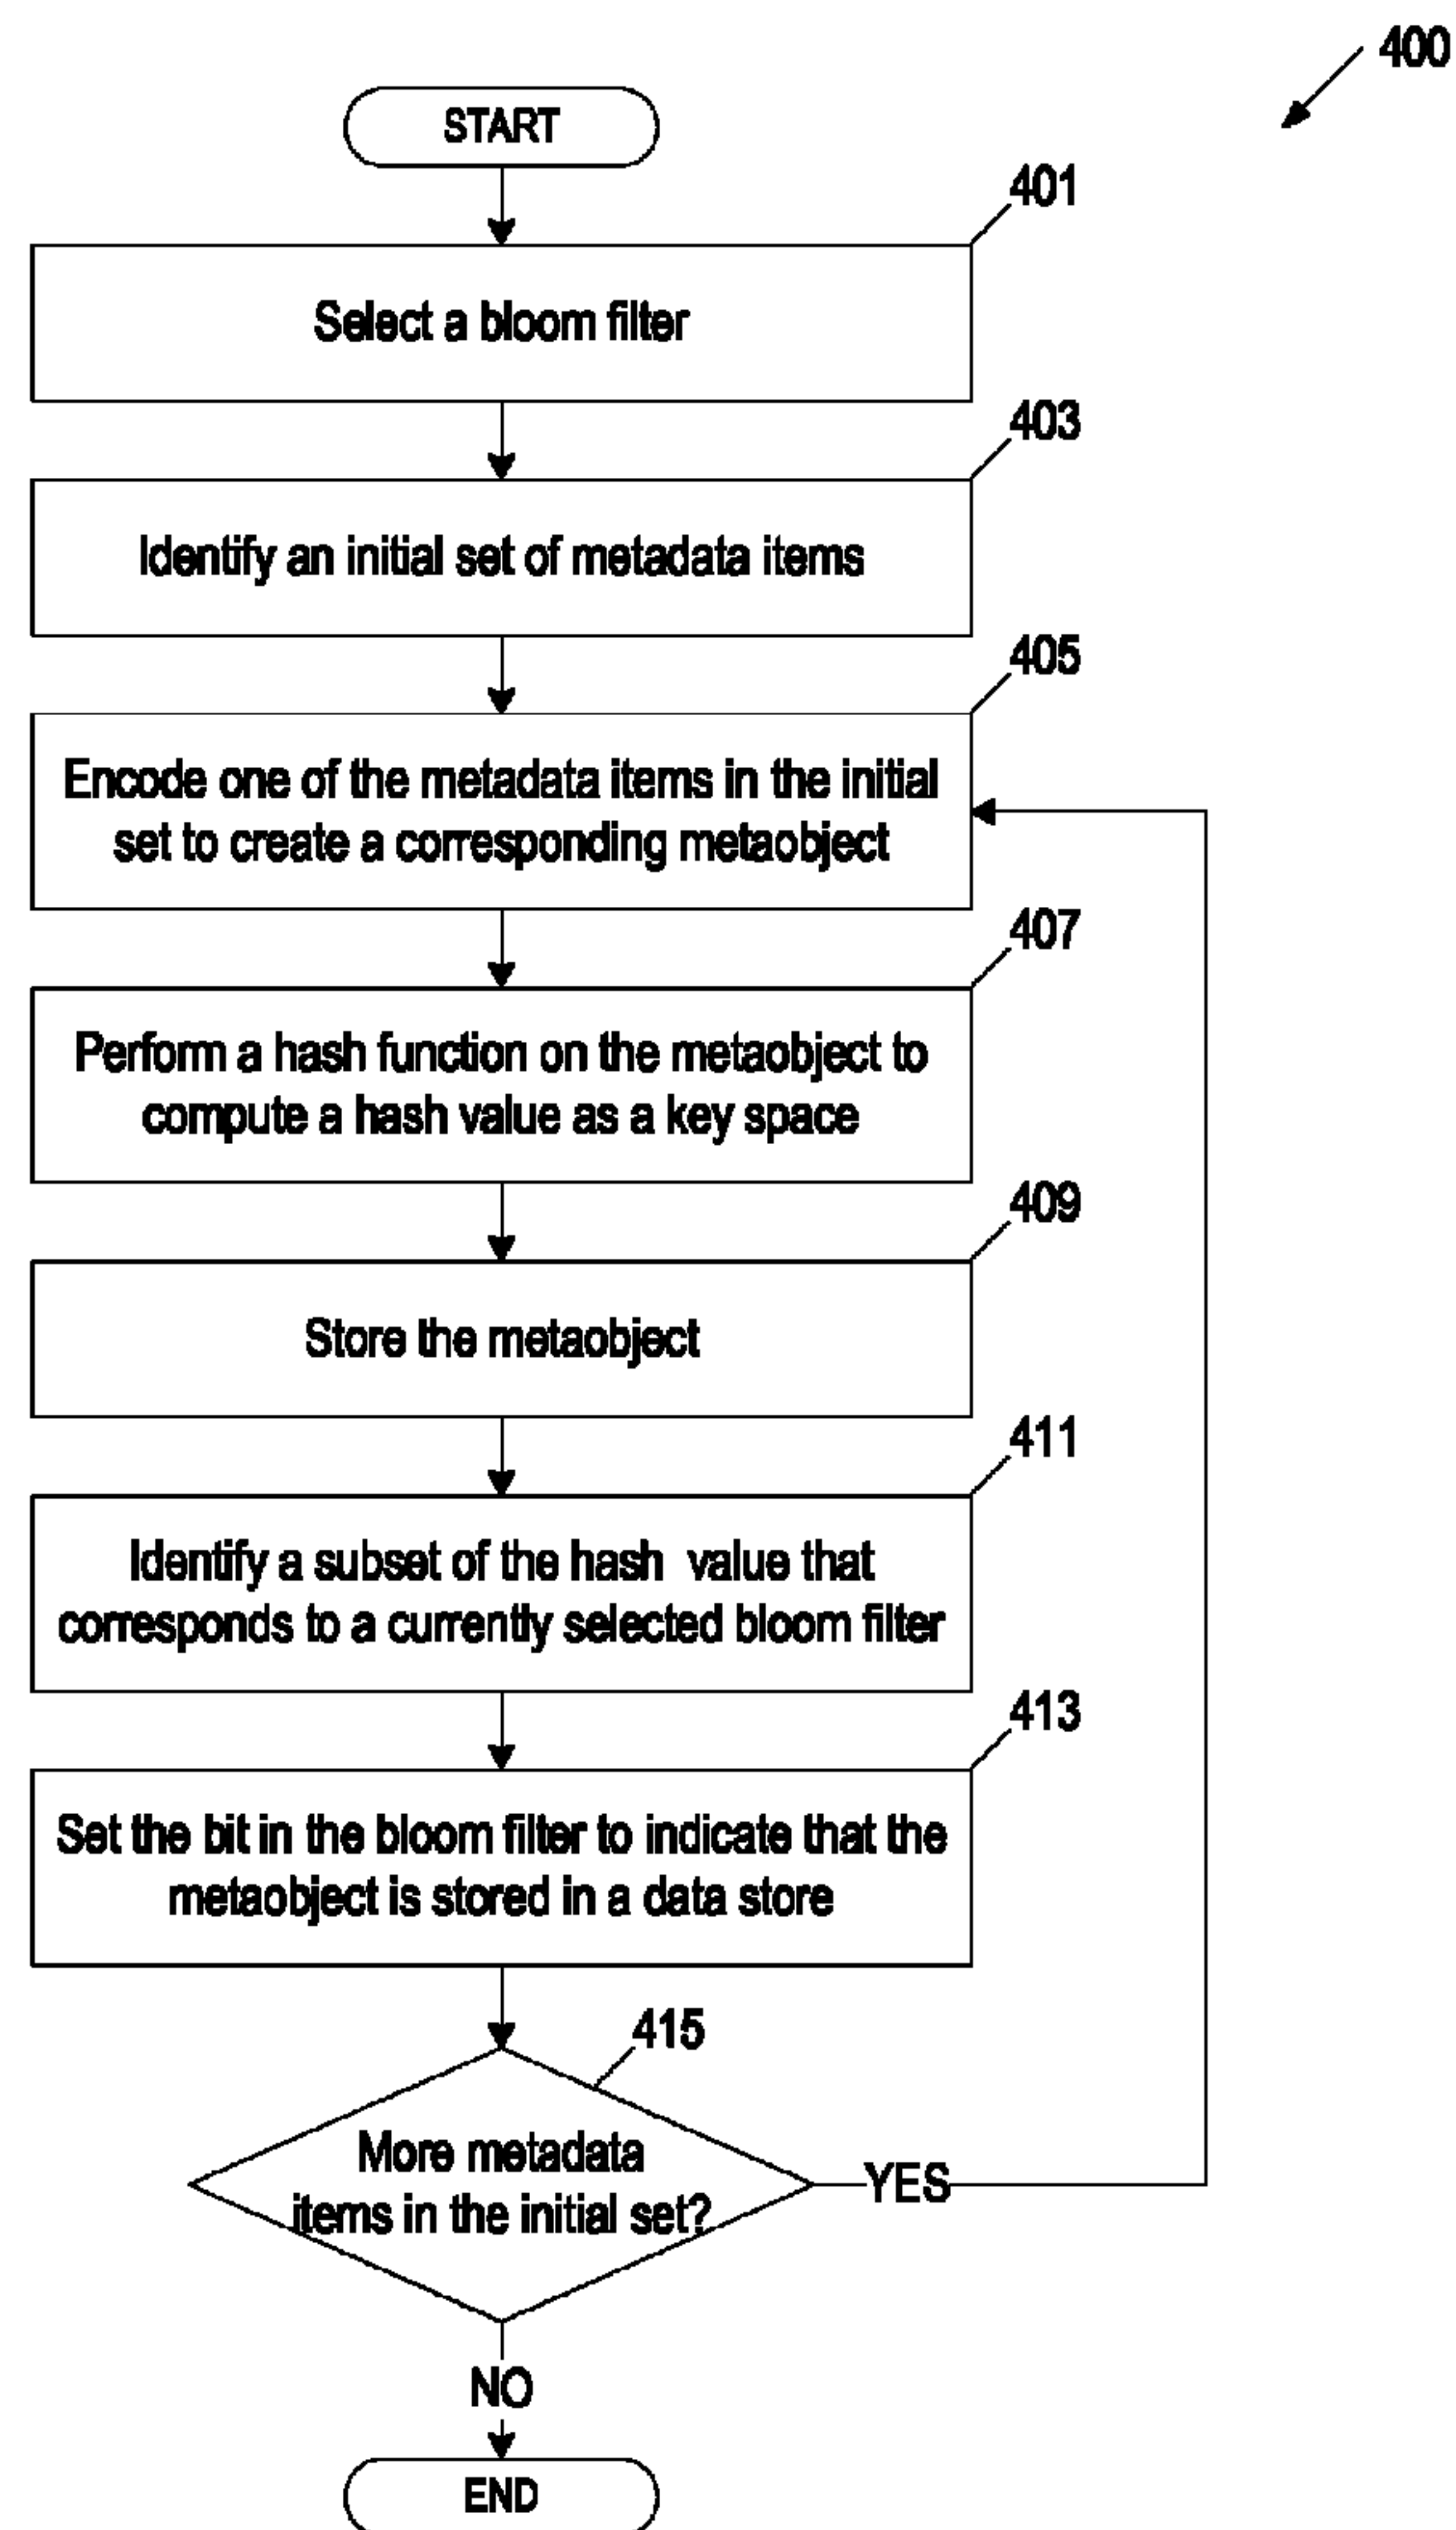 400
START
401
Select a bloom filter
403
Identify an initial set of metadata items
405
Encode one of the metadata items in the initial
set to create a corresponding metaobject
407
Perform a hash function on the metaobject to
compute a hash value as a key space
409
Store the metaobject
411
Identify a subset of the hash value that
corresponds to a currently selected bloom filter
413
Set the bit in the bloom filter to indicate that the
metaobject is stored in a data store
415
More metadata
items in the initial set?
YES
NO
END